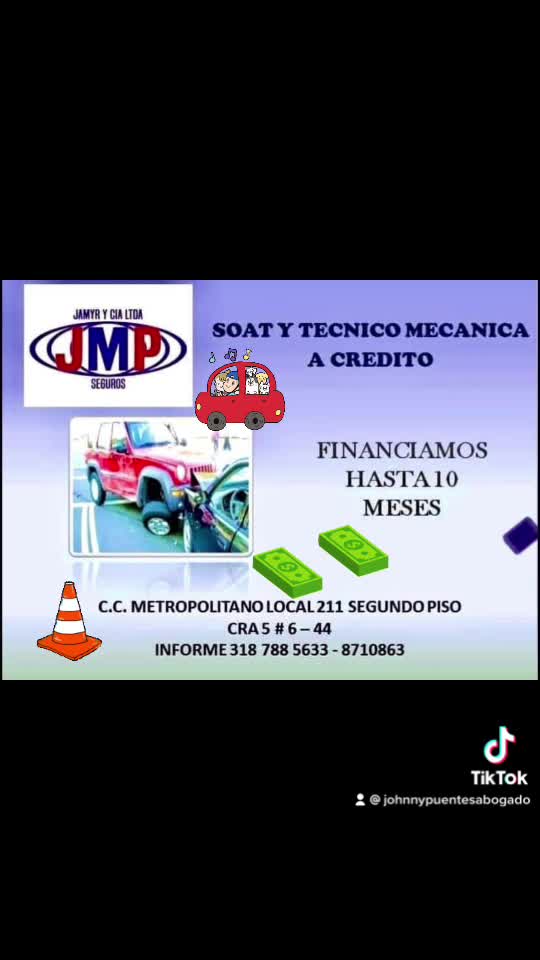 JAMYR Y CIA LTDA
JMP
SEGUROS
SOAT Y TECNICO MECANICA
A CREDITO
FINANCIAMOS
HASTA 10
MESES
C.C. METROPOLITANO LOCAL 211 SEGUNDO PISO
CRA 5 # 6 – 44
INFORME 318 788 5633 - 8710863
TikTok
@ johnnypuentesabogado